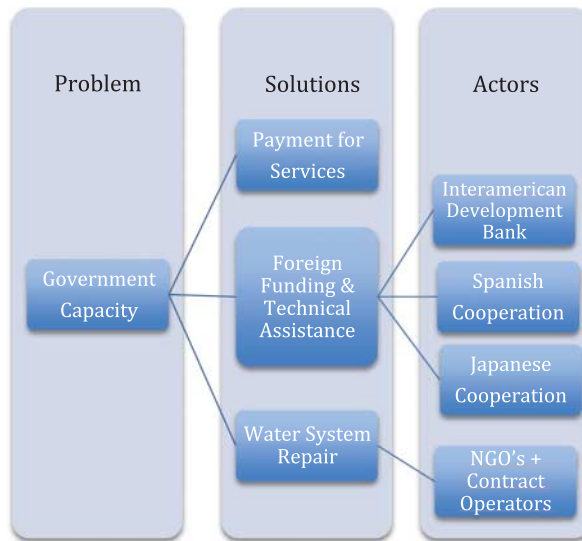 Problem
Solutions
Actors
Payment for
Services
Interamerican
Development
Bank
Government
Capacity
Foreign
Funding &
Technical
Assistance
Spanish
Cooperation
Japanese
Cooperation
Water System
Repair
NGO's +
Contract
Operators